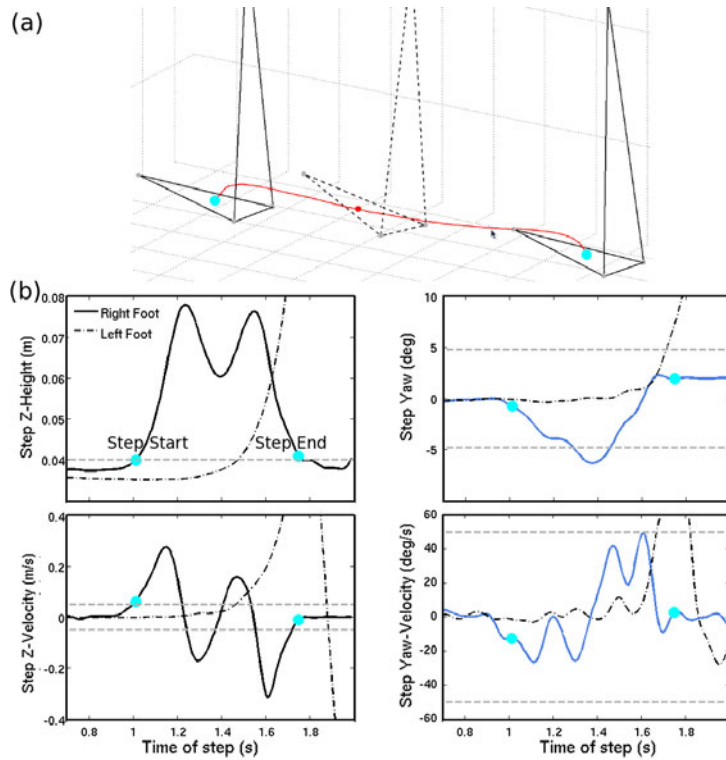 (a)
(b)
0.08
0.07
0.06
0.05
0.04
Step Z-Height (m)
Right Foot
Left Foot
Step Start
Step End
10
5
0
-5
Step Yaw (deg)
0.4
0.2
0
-0.2
-0.4
Step Z-Velocity (m/s)
0.8
1
1.2
1.4
1.6
1.8
Time of step (s)
60
40
20
0
-20
-40
-60
Step Yaw-Velocity (deg/s)
0.8
1
1.2
1.4
1.6
1.8
Time of step (s)